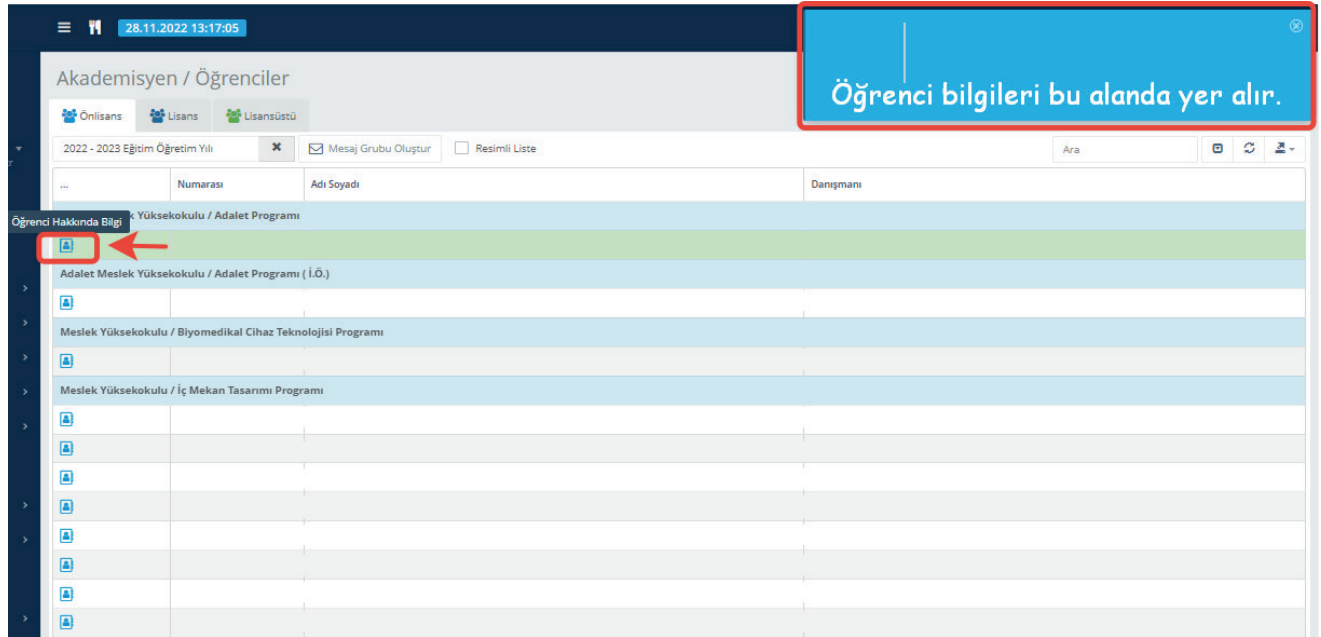 28.11.2022 13:17:05
Akademisyen / Öğrenciler
Öğrenci bilgileri bu alanda yer alır.
Önlisans Lisans Lisansüstü
2022 - 2023 Eğitim Öğretim Yılı Mesaj Grubu Oluştur Resimli Liste Ara
... Numarası Adı Soyadı Danışmanı
Yüksekokulu / Adalet Programı
Öğrenci Hakkında Bilgi
Adalet Meslek Yüksekokulu / Adalet Programı ( İ.Ö.)
Meslek Yüksekokulu / Biyomedikal Cihaz Teknolojisi Programı
Meslek Yüksekokulu / İç Mekan Tasarımı Programı